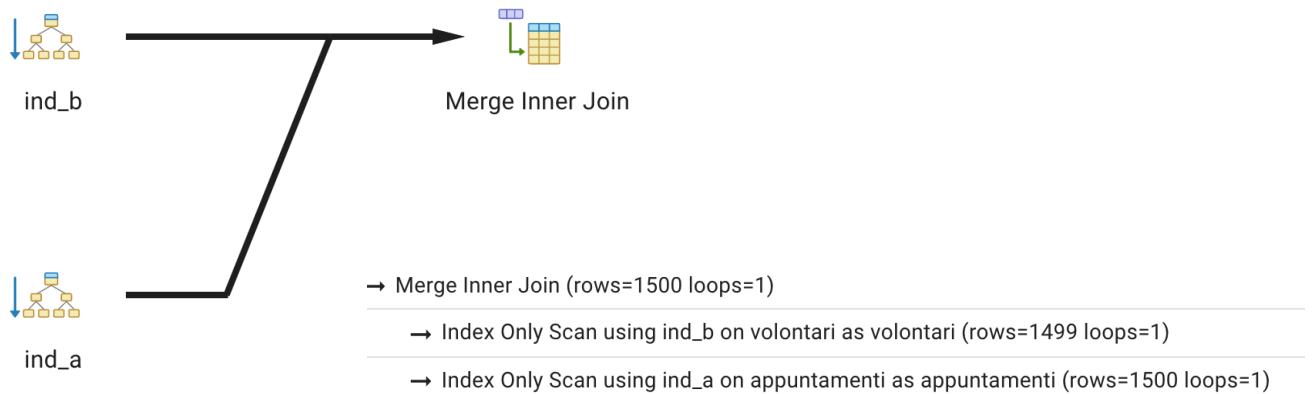 ind_b
Merge Inner Join
ind_a
→ Merge Inner Join (rows=1500 loops=1)
→ Index Only Scan using ind_b on volontari as volontari (rows=1499 loops=1)
→ Index Only Scan using ind_a on appuntamenti as appuntamenti (rows=1500 loops=1)